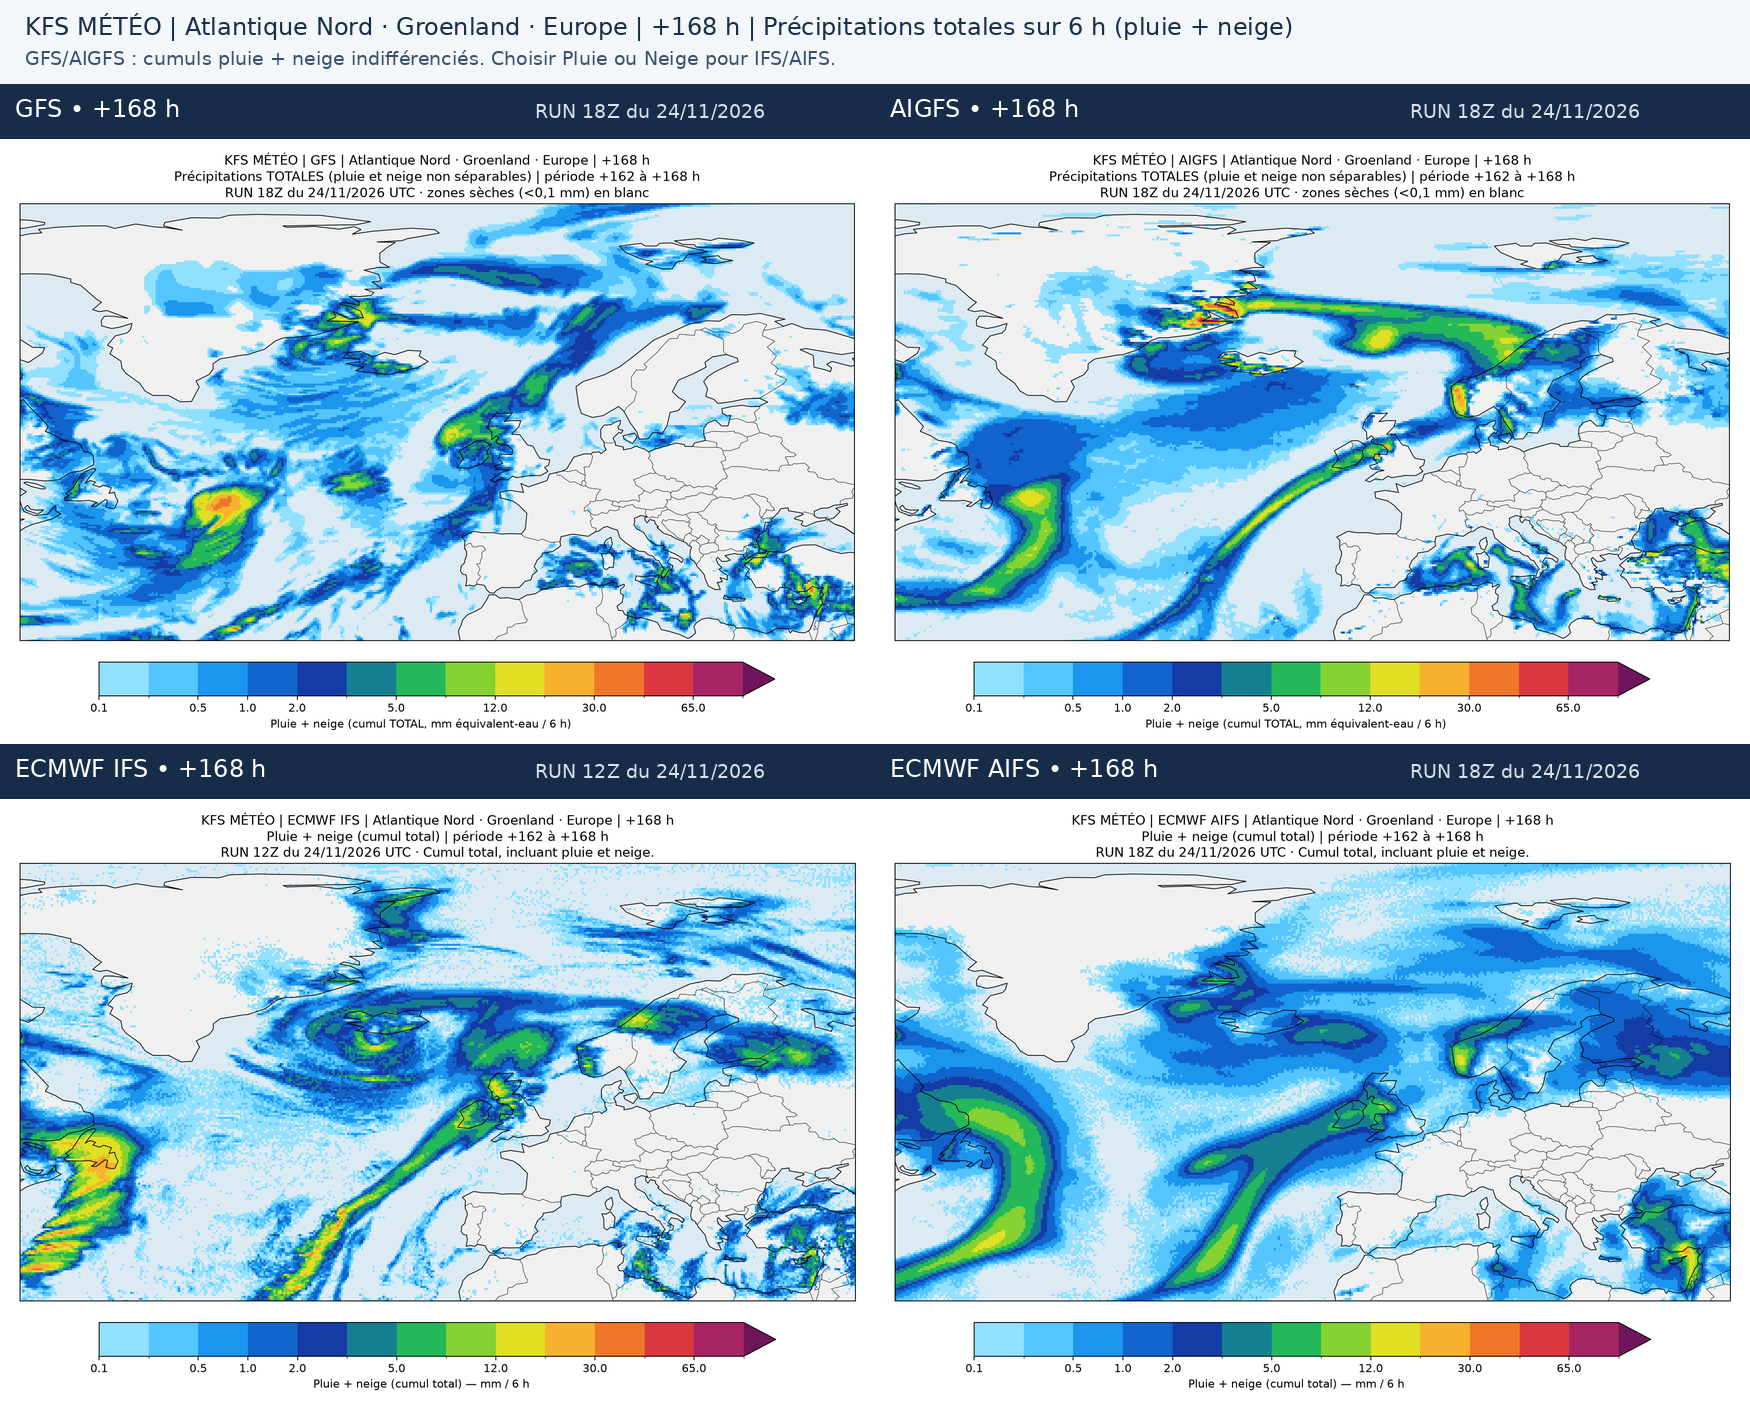 KFS MÉTÉO | Atlantique Nord · Groenland · Europe | +168 h | Précipitations totales sur 6 h (pluie + neige)
GFS/AIGFS : cumuls pluie + neige indifférenciés. Choisir Pluie ou Neige pour IFS/AIFS.
GFS • +168 h
RUN 18Z du 24/11/2026
AIGFS • +168 h
RUN 18Z du 24/11/2026
KFS MÉTÉO | GFS | Atlantique Nord · Groenland · Europe | +168 h
Précipitations TOTALES (pluie et neige non séparables) | période +162 à +168 h
RUN 18Z du 24/11/2026 UTC · zones sèches (<0,1 mm) en blanc
KFS MÉTÉO | AIGFS | Atlantique Nord · Groenland · Europe | +168 h
Précipitations TOTALES (pluie et neige non séparables) | période +162 à +168 h
RUN 18Z du 24/11/2026 UTC · zones sèches (<0,1 mm) en blanc
0.1 0.5 1.0 2.0 5.0 12.0 30.0 65.0
Pluie + neige (cumul TOTAL, mm équivalent-eau / 6 h)
0.1 0.5 1.0 2.0 5.0 12.0 30.0 65.0
Pluie + neige (cumul TOTAL, mm équivalent-eau / 6 h)
ECMWF IFS • +168 h
RUN 12Z du 24/11/2026
ECMWF AIFS • +168 h
RUN 18Z du 24/11/2026
KFS MÉTÉO | ECMWF IFS | Atlantique Nord · Groenland · Europe | +168 h
Pluie + neige (cumul total) | période +162 à +168 h
RUN 12Z du 24/11/2026 UTC · Cumul total, incluant pluie et neige.
KFS MÉTÉO | ECMWF AIFS | Atlantique Nord · Groenland · Europe | +168 h
Pluie + neige (cumul total) | période +162 à +168 h
RUN 18Z du 24/11/2026 UTC · Cumul total, incluant pluie et neige.
0.1 0.5 1.0 2.0 5.0 12.0 30.0 65.0
Pluie + neige (cumul total) — mm / 6 h
0.1 0.5 1.0 2.0 5.0 12.0 30.0 65.0
Pluie + neige (cumul total) — mm / 6 h